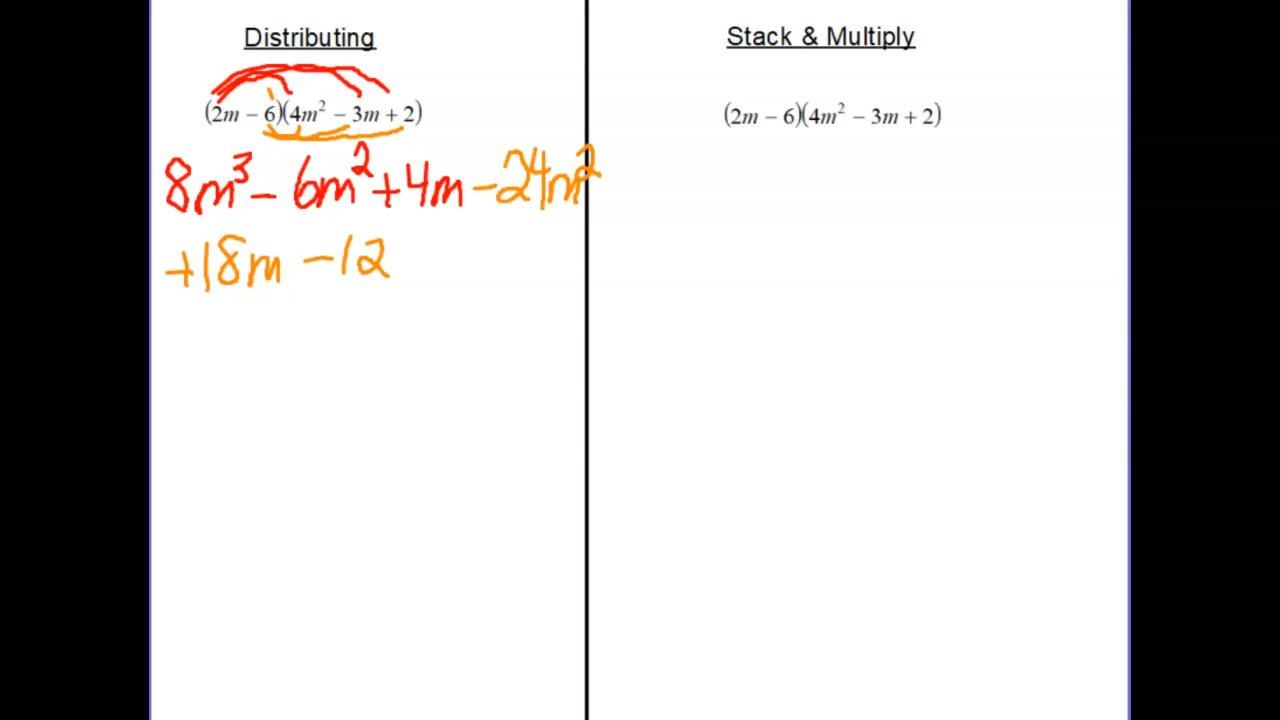 Distributing
(2m − 6)(4m² − 3m + 2)
8m³ − 6m² + 4m − 24m²
+18m − 12
Stack & Multiply
(2m − 6)(4m² − 3m + 2)